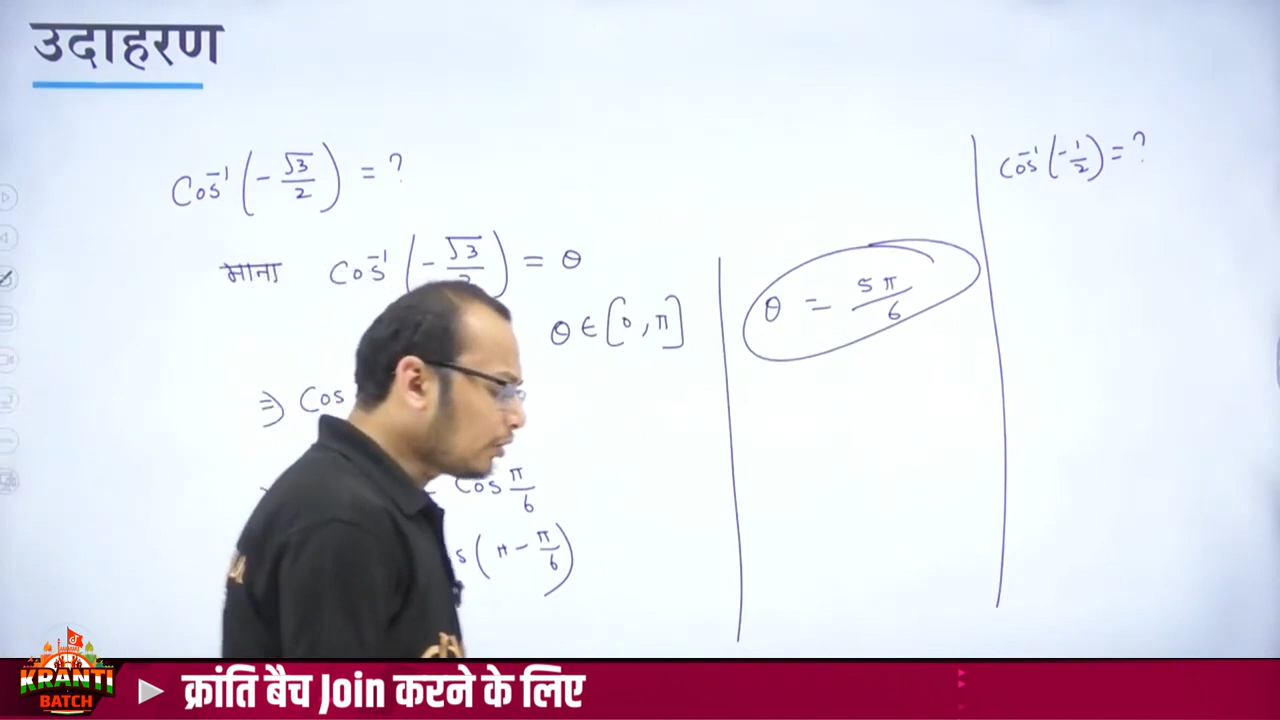 उदाहरण
Cos⁻¹(-√3/2) = ?
माना Cos⁻¹(-√3/2) = θ
θ ∈ [0, π]
⇒ Cos
Cos π/6
s(π - π/6)
θ = 5π/6
Cos⁻¹(-1/2) = ?
KRANTI
BATCH
क्रांति बैच Join करने के लिए